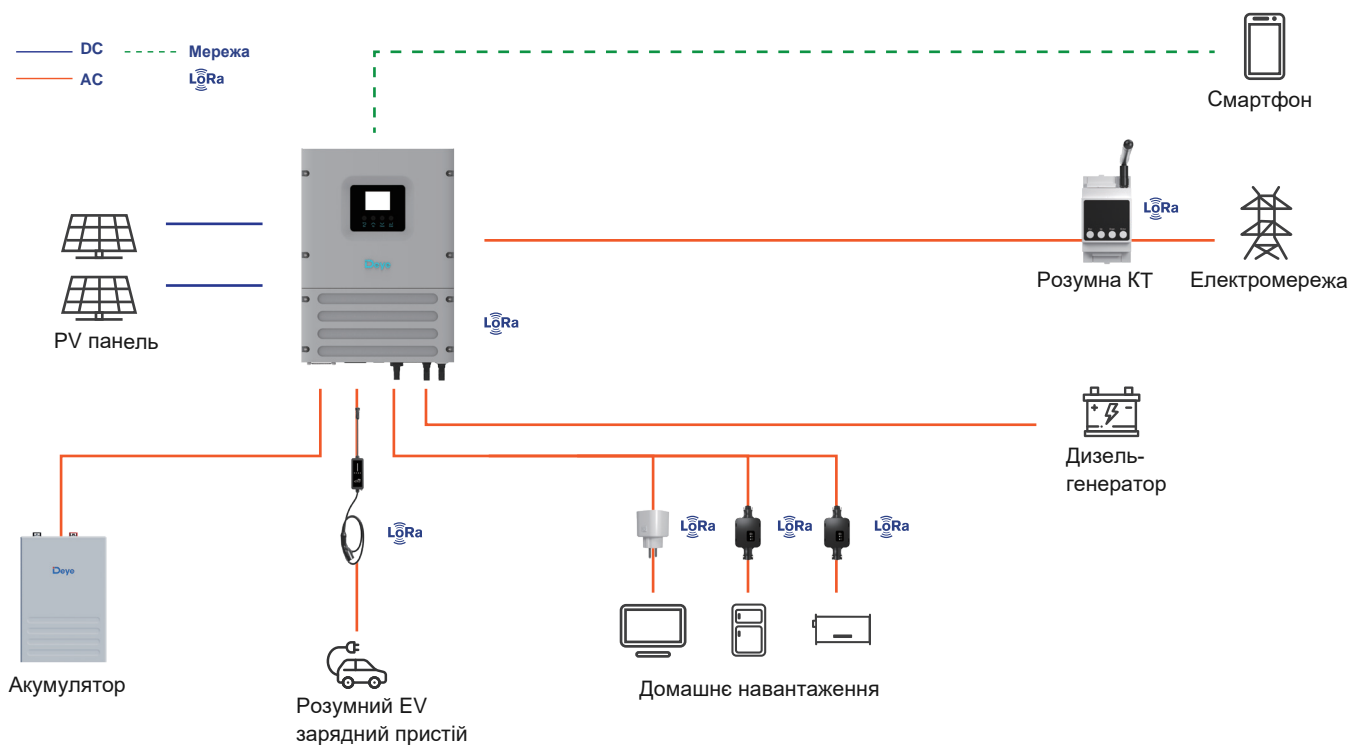 DC
Мережа
AC
LoRa
Смартфон
LoRa
Розумна КТ
Електромережа
Deye
LoRa
PV панель
Дизель-
генератор
LoRa
LoRa
LoRa
LoRa
Deye
Акумулятор
Розумний EV
зарядний пристій
Домашнє навантаження